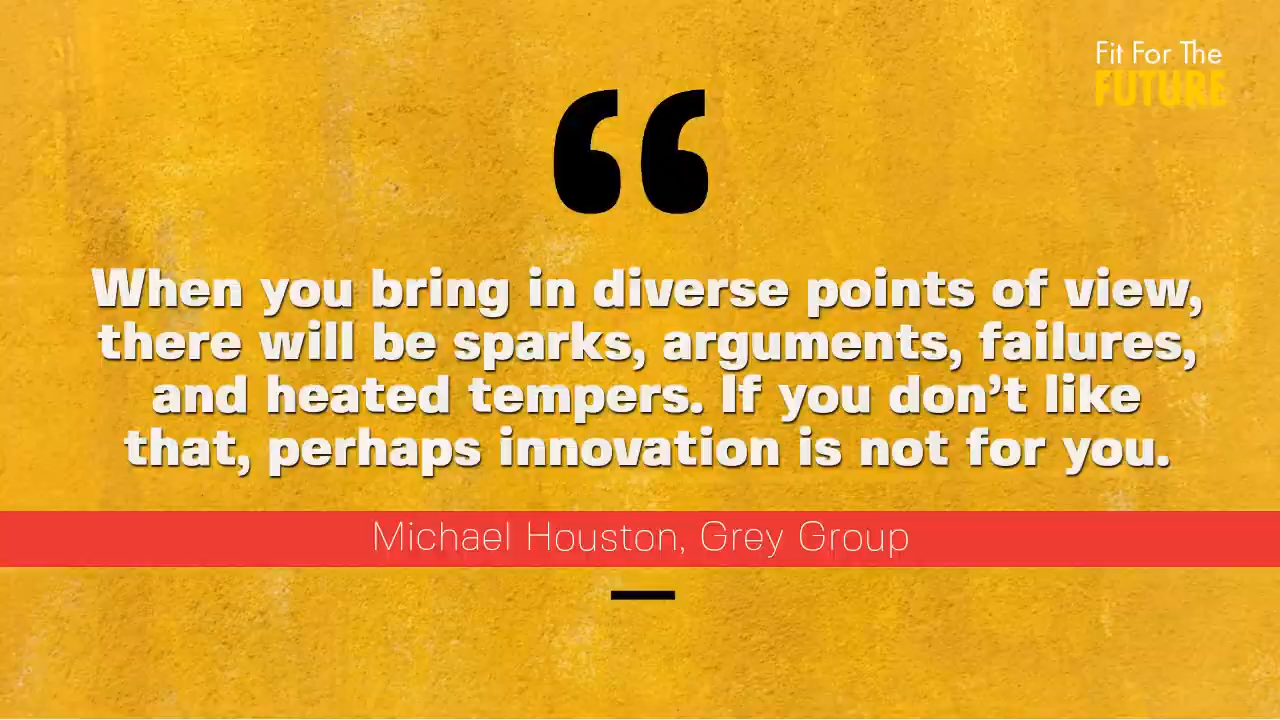 Fit For The
FUTURE
“
When you bring in diverse points of view,
there will be sparks, arguments, failures,
and heated tempers. If you don’t like
that, perhaps innovation is not for you.
Michael Houston, Grey Group